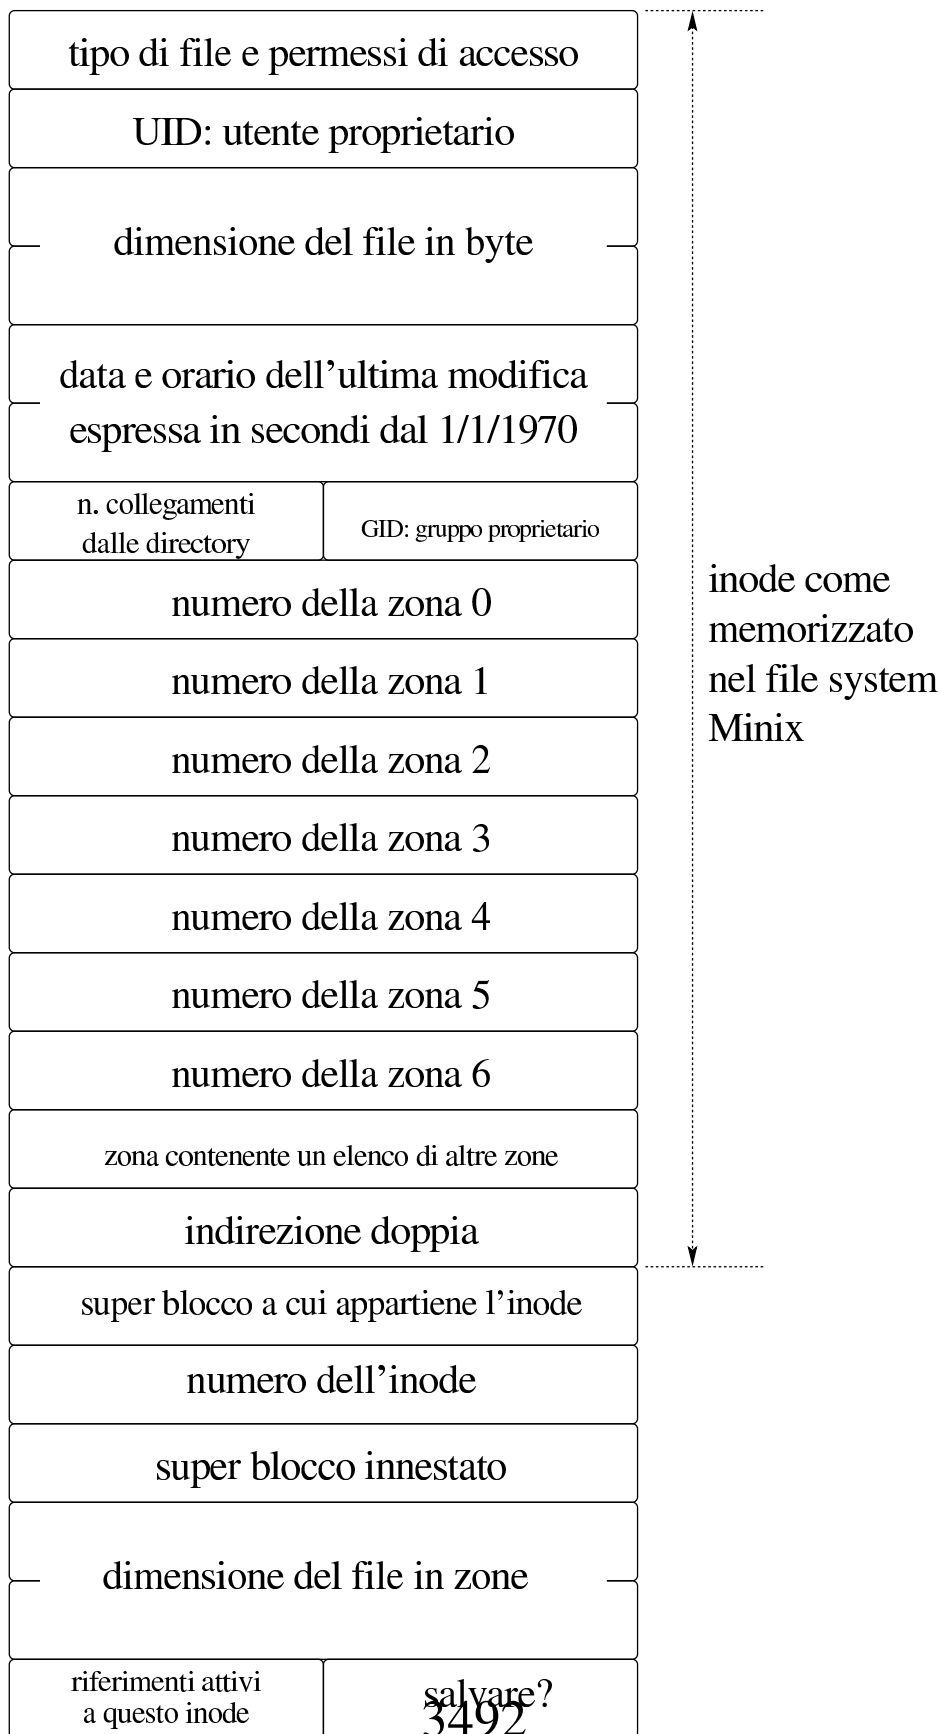 tipo di file e permessi di accesso
UID: utente proprietario
dimensione del file in byte
data e orario dell’ultima modifica
espressa in secondi dal 1/1/1970
n. collegamenti
dalle directory
GID: gruppo proprietario
numero della zona 0
numero della zona 1
numero della zona 2
numero della zona 3
numero della zona 4
numero della zona 5
numero della zona 6
zona contenente un elenco di altre zone
indirezione doppia
inode come
memorizzato
nel file system
Minix
super blocco a cui appartiene l’inode
numero dell’inode
super blocco innestato
dimensione del file in zone
riferimenti attivi
a questo inode
salvare?
3492